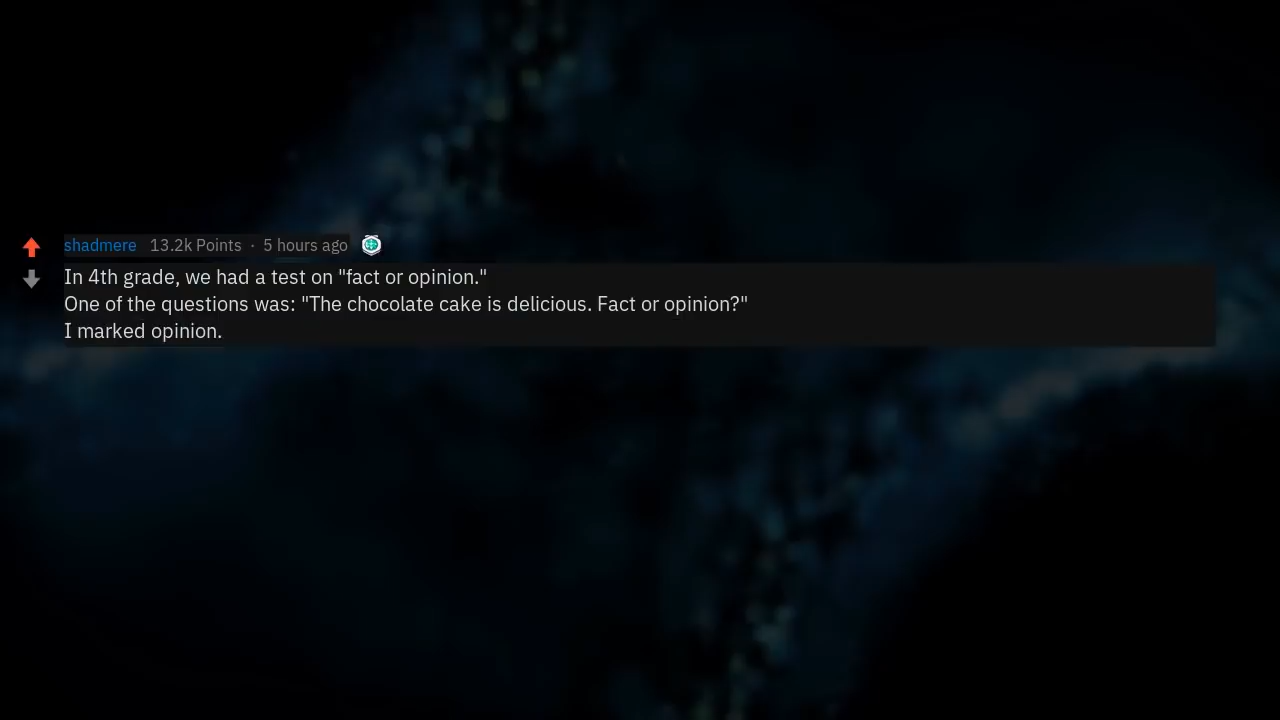 shadmere 13.2k Points · 5 hours ago
In 4th grade, we had a test on "fact or opinion."
One of the questions was: "The chocolate cake is delicious. Fact or opinion?"
I marked opinion.